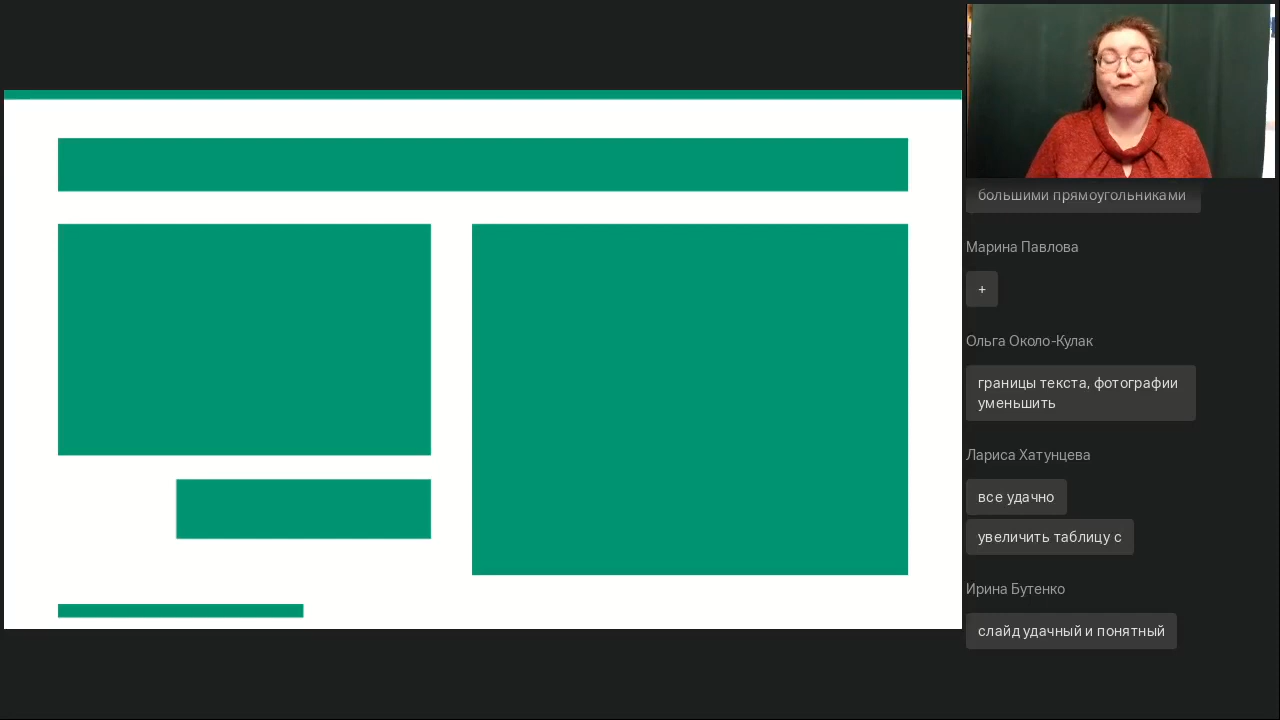 большими прямоугольниками
Марина Павлова
+
Ольга Около-Кулак
границы текста, фотографии
уменьшить
Лариса Хатунцева
все удачно
увеличить таблицу с
Ирина Бутенко
слайд удачный и понятный